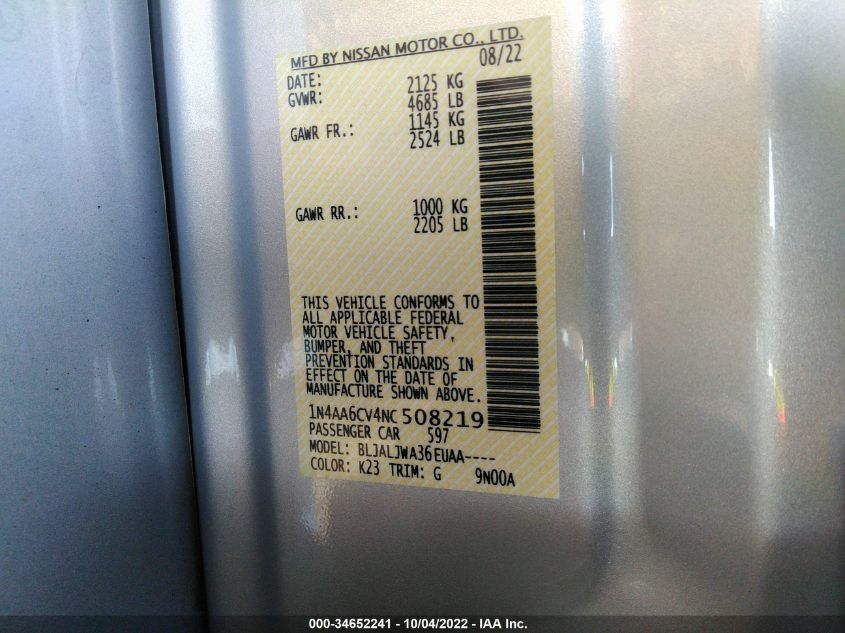 MFD BY NISSAN MOTOR CO., LTD.
DATE: 08/22
GVWR: 2125 KG
4685 LB
GAWR FR.: 1145 KG
2524 LB
GAWR RR.: 1000 KG
2205 LB
THIS VEHICLE CONFORMS TO
ALL APPLICABLE FEDERAL
MOTOR VEHICLE SAFETY,
BUMPER, AND THEFT
PREVENTION STANDARDS IN
EFFECT ON THE DATE OF
MANUFACTURE SHOWN ABOVE.
1N4AA6CV4NC508219
PASSENGER CAR 597
MODEL: BLJALJWA36EUAA----
COLOR: K23 TRIM: G 9N00A
000-34652241 - 10/04/2022 - IAA Inc.